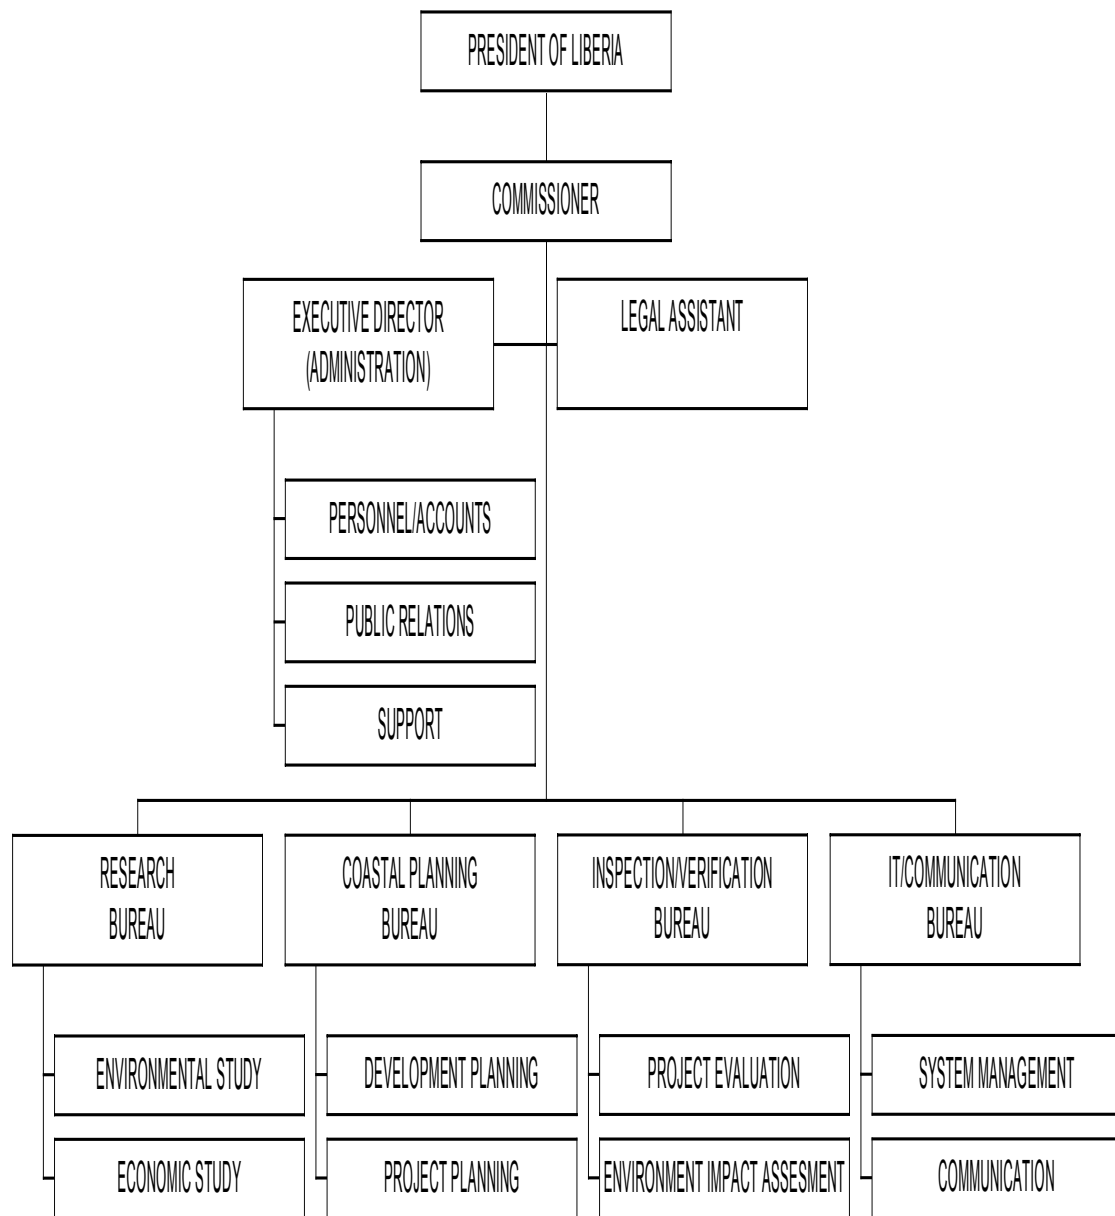 PRESIDENT OF LIBERIA
COMMISSIONER
EXECUTIVE DIRECTOR
(ADMINISTRATION)
LEGAL ASSISTANT
PERSONNEL/ACCOUNTS
PUBLIC RELATIONS
SUPPORT
RESEARCH
BUREAU
COASTAL PLANNING
BUREAU
INSPECTION/VERIFICATION
BUREAU
IT/COMMUNICATION
BUREAU
ENVIRONMENTAL STUDY
DEVELOPMENT PLANNING
PROJECT EVALUATION
SYSTEM MANAGEMENT
ECONOMIC STUDY
PROJECT PLANNING
ENVIRONMENT IMPACT ASSESMENT
COMMUNICATION